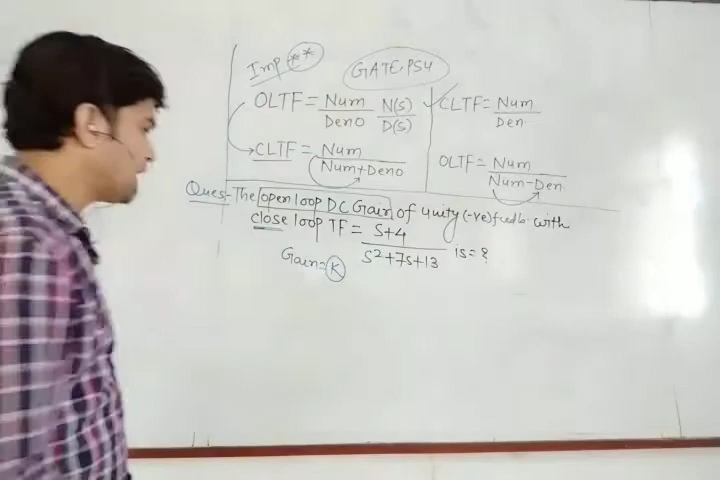 Imp **
GATE, PSU
OLTF = Num / Deno N(S) / D(S)
CLTF = Num / Num+Deno
✓ CLTF = Num / Den
OLTF = Num / Num-Den
Ques- The open loop DC Gain of unity (-ve) fedb with
close loop TF = S+4 / S²+7s+13 is = ?
Gain = K